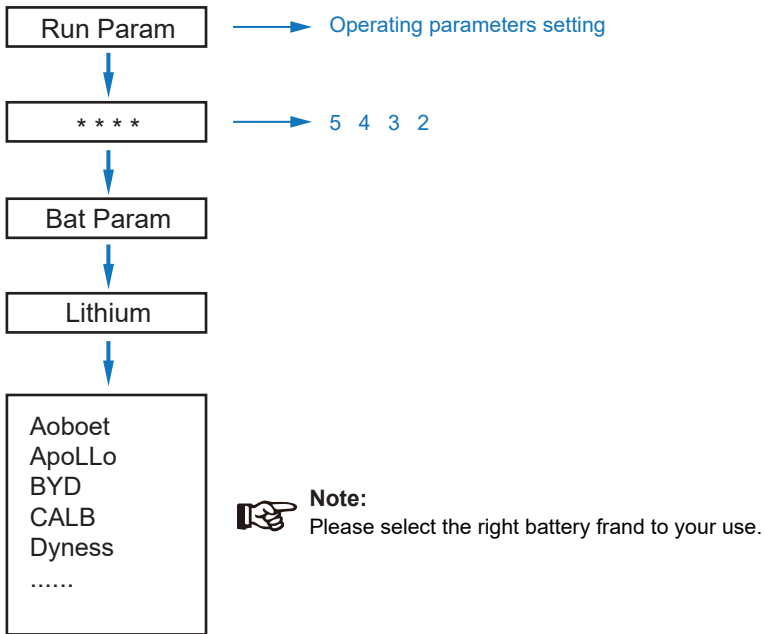 Run Param
Operating parameters setting
* * * *
5 4 3 2
Bat Param
Lithium
Aoboet
ApoLLo
BYD
CALB
Dyness
......
Note:
Please select the right battery frand to your use.